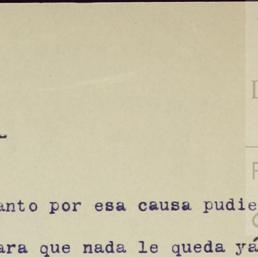 anto por esa causa pudie
ara que nada le queda yá